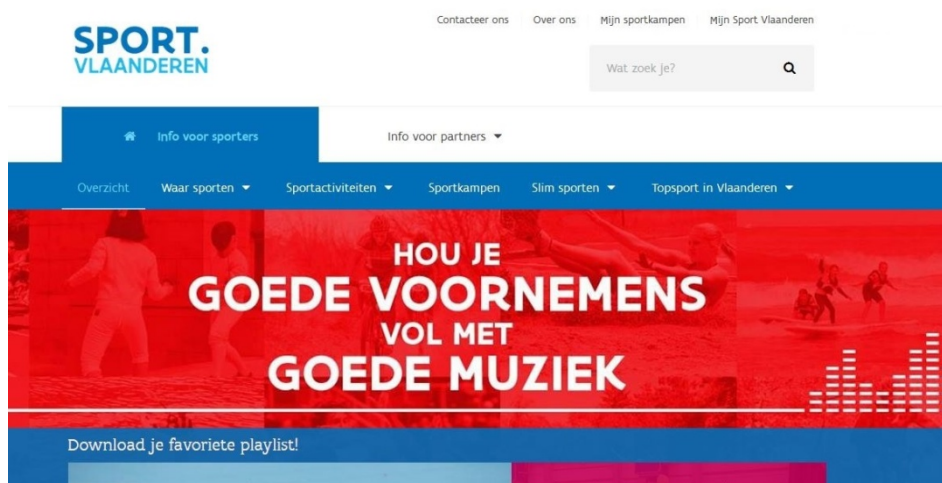 Contacteer ons Over ons Mijn sportkampen Mijn Sport Vlaanderen
SPORT.
VLAANDEREN
Wat zoek je?
Info voor sporters Info voor partners
Overzicht Waar sporten Sportactiviteiten Sportkampen Slim sporten Topsport in Vlaanderen
HOU JE
GOEDE VOORNEMENS
VOL MET
GOEDE MUZIEK
Download je favoriete playlist!